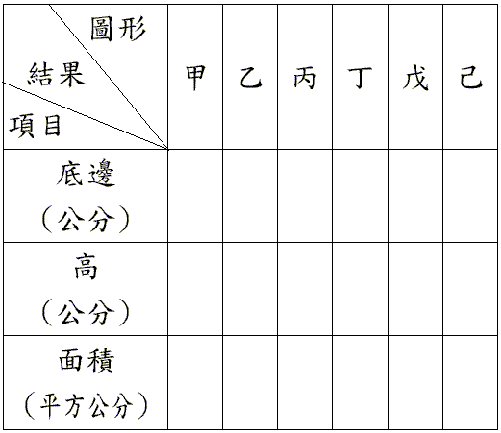 圖形
結果
項目
甲 乙 丙 丁 戊 己
底邊
(公分)
高
(公分)
面積
(平方公分)